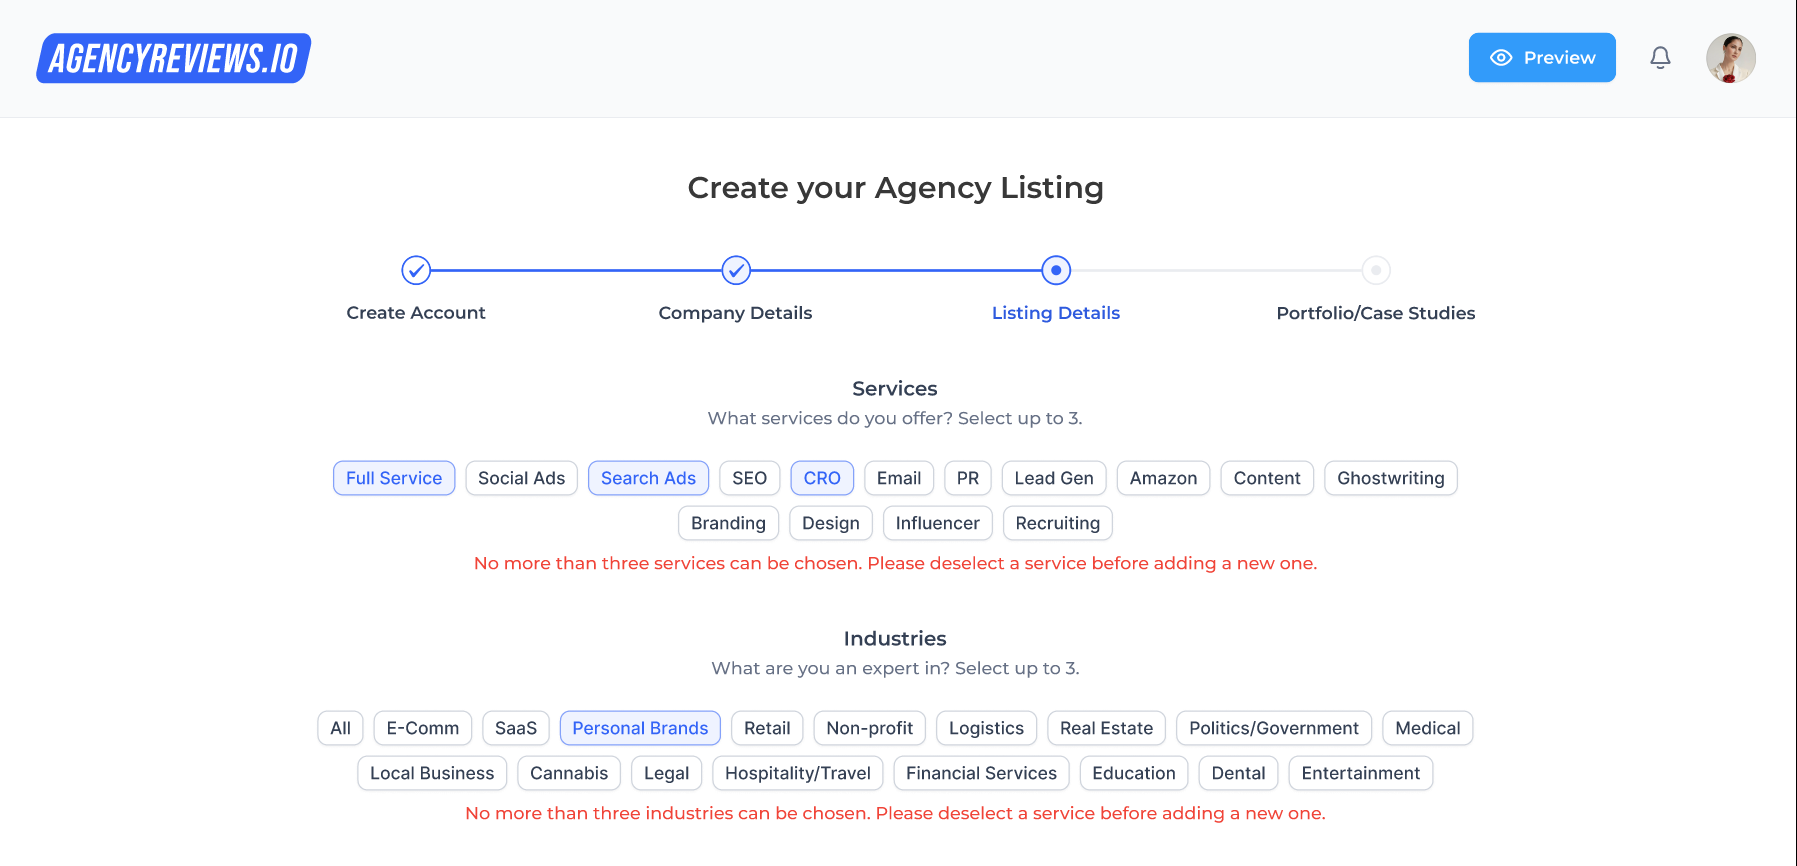 AGENCYREVIEWS.IO
Preview
Create your Agency Listing
Create Account Company Details Listing Details Portfolio/Case Studies
Services
What services do you offer? Select up to 3.
Full Service Social Ads Search Ads SEO CRO Email PR Lead Gen Amazon Content Ghostwriting
Branding Design Influencer Recruiting
No more than three services can be chosen. Please deselect a service before adding a new one.
Industries
What are you an expert in? Select up to 3.
All E-Comm SaaS Personal Brands Retail Non-profit Logistics Real Estate Politics/Government Medical
Local Business Cannabis Legal Hospitality/Travel Financial Services Education Dental Entertainment
No more than three industries can be chosen. Please deselect a service before adding a new one.